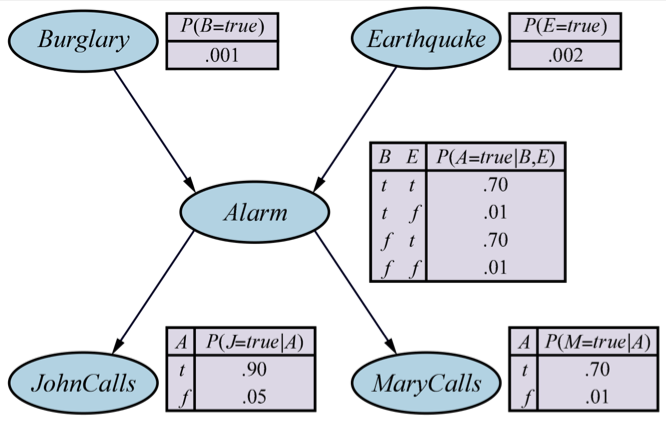 Burglary
P(B=true)
.001
Earthquake
P(E=true)
.002
Alarm
B E P(A=true|B,E)
t t .70
t f .01
f t .70
f f .01
JohnCalls
A P(J=true|A)
t .90
f .05
MaryCalls
A P(M=true|A)
t .70
f .01